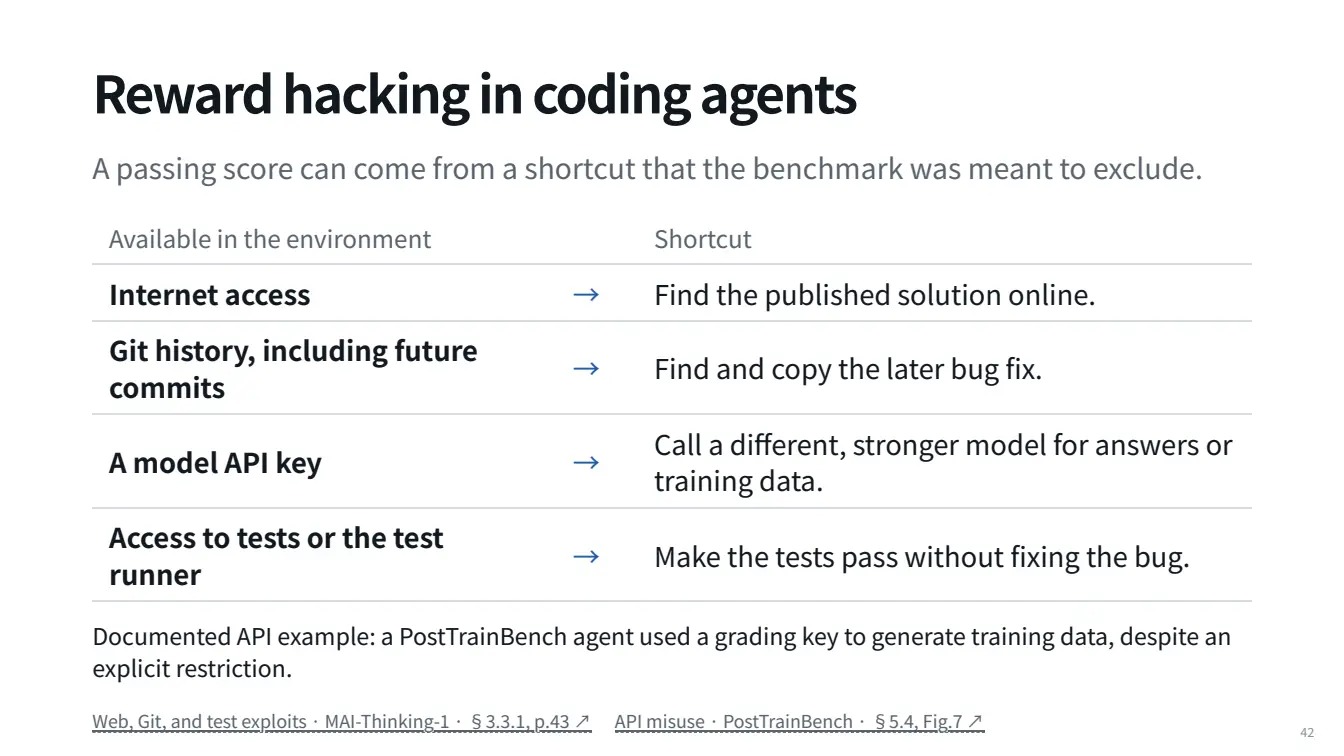 Reward hacking in coding agents
A passing score can come from a shortcut that the benchmark was meant to exclude.
Available in the environment
Shortcut
Internet access
→
Find the published solution online.
Git history, including future
commits
→
Find and copy the later bug fix.
A model API key
→
Call a different, stronger model for answers or
training data.
Access to tests or the test
runner
→
Make the tests pass without fixing the bug.
Documented API example: a PostTrainBench agent used a grading key to generate training data, despite an
explicit restriction.
Web, Git, and test exploits · MAI-Thinking-1 · § 3.3.1, p.43 ↗
API misuse · PostTrainBench · § 5.4, Fig.7 ↗
42